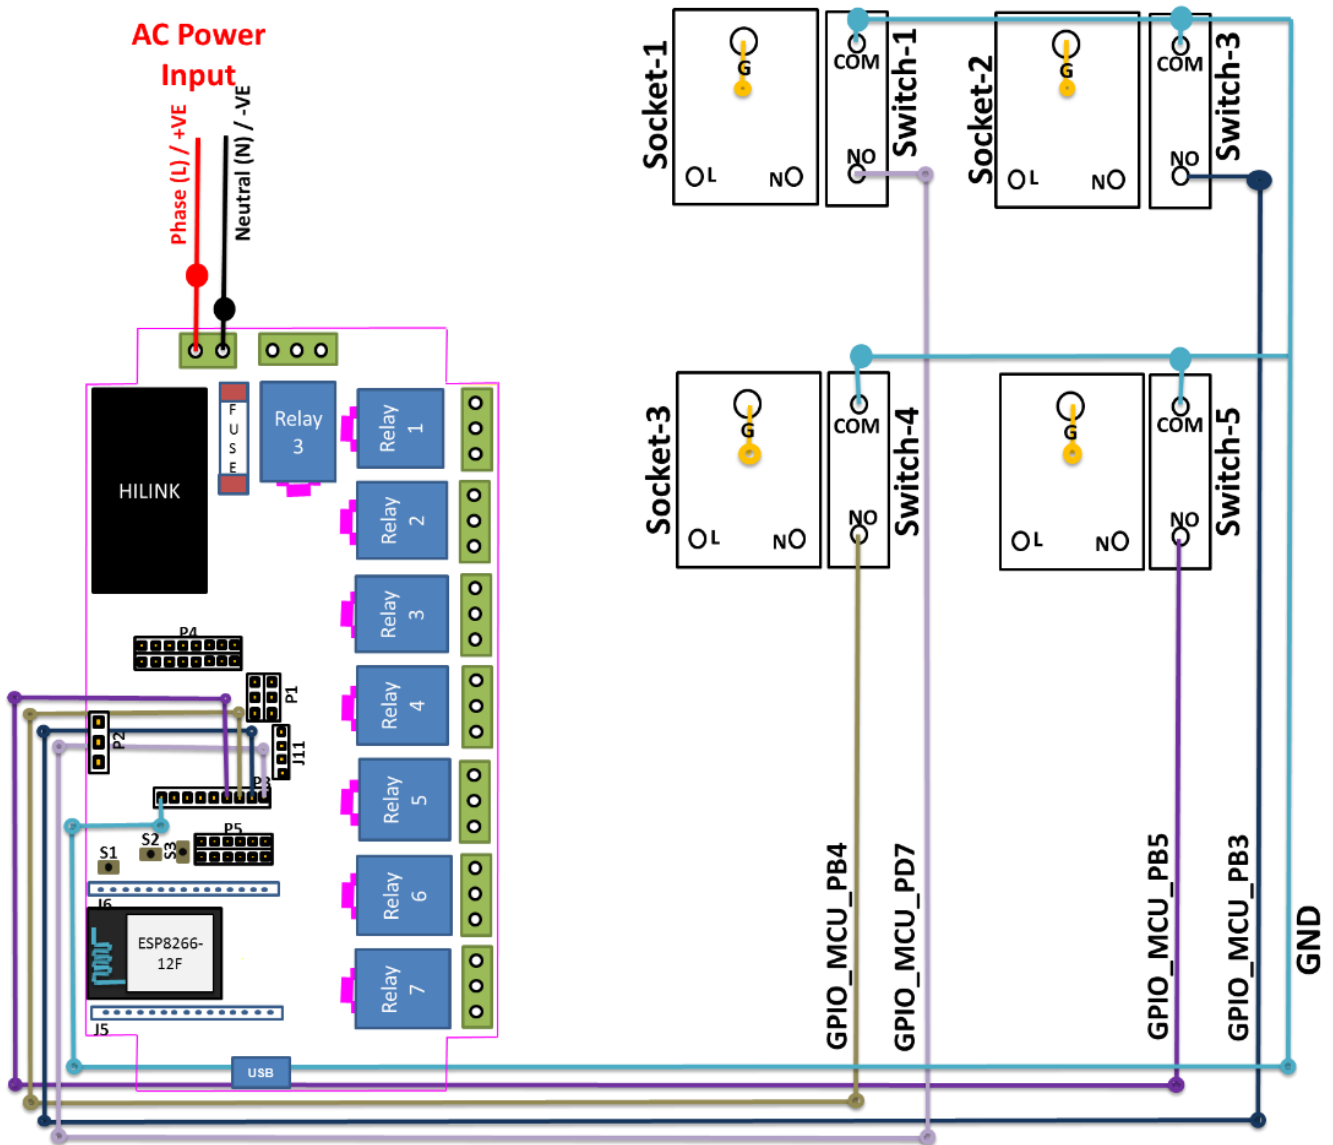 AC Power
Input
Phase (L) / +VE
Neutral (N) / -VE
Socket-1
G
L
N
COM
NO
Switch-1
Socket-2
G
L
N
COM
NO
Switch-3
Socket-3
G
L
N
COM
NO
Switch-4
G
L
N
COM
NO
Switch-5
HILINK
F
U
S
E
Relay
3
Relay
1
Relay
2
Relay
3
Relay
4
Relay
5
Relay
6
Relay
7
P4
P1
P2
J11
P3
P5
S1
S2
S3
J6
ESP8266-
12F
J5
USB
GPIO_MCU_PB4
GPIO_MCU_PD7
GPIO_MCU_PB5
GPIO_MCU_PB3
GND